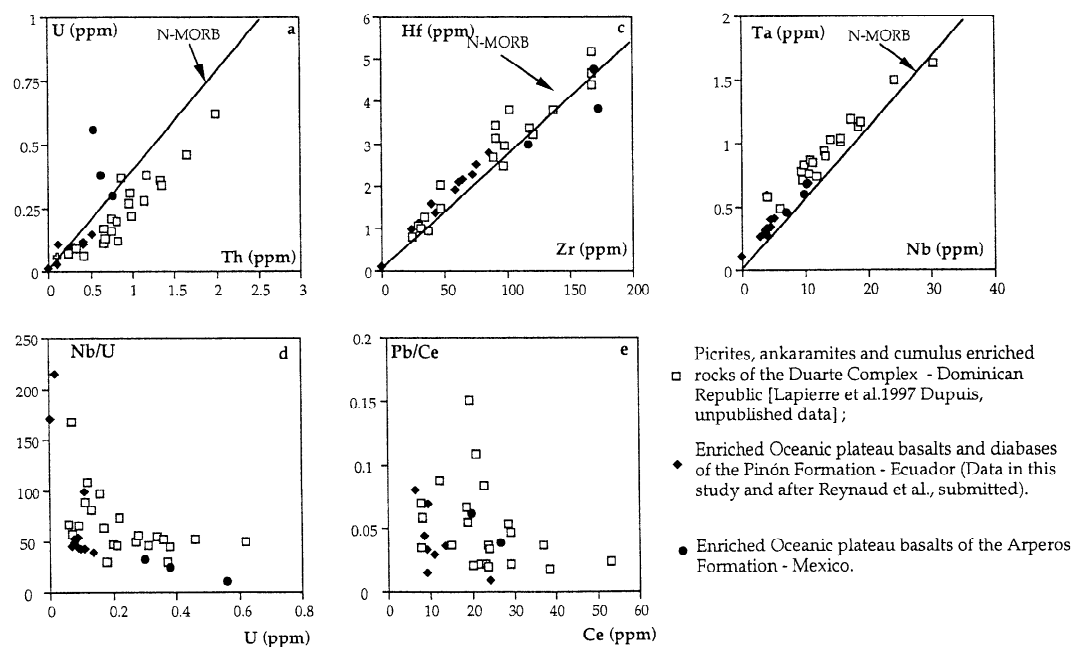 U (ppm)
a
N-MORB
1
0.75
0.5
0.25
0
Th (ppm)
0 0.5 1 1.5 2 2.5 3
Hf (ppm)
c
N-MORB
6
5
4
3
2
1
0
Zr (ppm)
0 50 100 150 200
Ta (ppm)
N-MORB
2
1.5
1
0.5
0
Nb (ppm)
0 10 20 30 40
Nb/U
d
250
200
150
100
50
0
0 0.2 0.4 0.6 0.8
U (ppm)
Pb/Ce
e
0.2
0.15
0.1
0.05
0
0 10 20 30 40 50 60
Ce (ppm)
Picrites, ankaramites and cumulus enriched
rocks of the Duarte Complex - Dominican
Republic [Lapierre et al.1997 Dupuis,
unpublished data] ;
Enriched Oceanic plateau basalts and diabases
of the Pinón Formation - Ecuador (Data in this
study and after Reynaud et al., submitted).
Enriched Oceanic plateau basalts of the Arperos
Formation - Mexico.